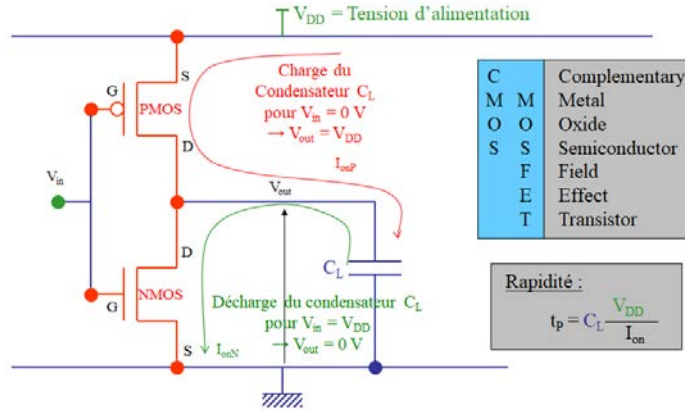 V_DD = Tension d'alimentation
S
G
PMOS
D
Charge du
Condensateur C_L
pour V_in = 0 V
→ V_out = V_DD
I_onP
V_in
V_out
D
NMOS
G
S
C_L
Décharge du condensateur C_L
pour V_in = V_DD
→ V_out = 0 V
I_onN
C Complementary
M M Metal
O O Oxide
S S Semiconductor
F Field
E Effect
T Transistor
Rapidité :
t_P = C_L V_DD / I_on